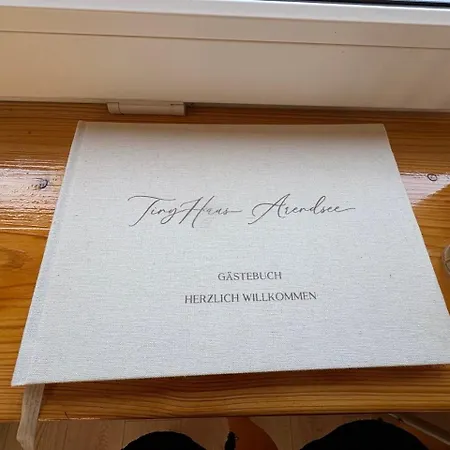 TinyHaus Arendsee
GÄSTEBUCH
HERZLICH WILLKOMMEN